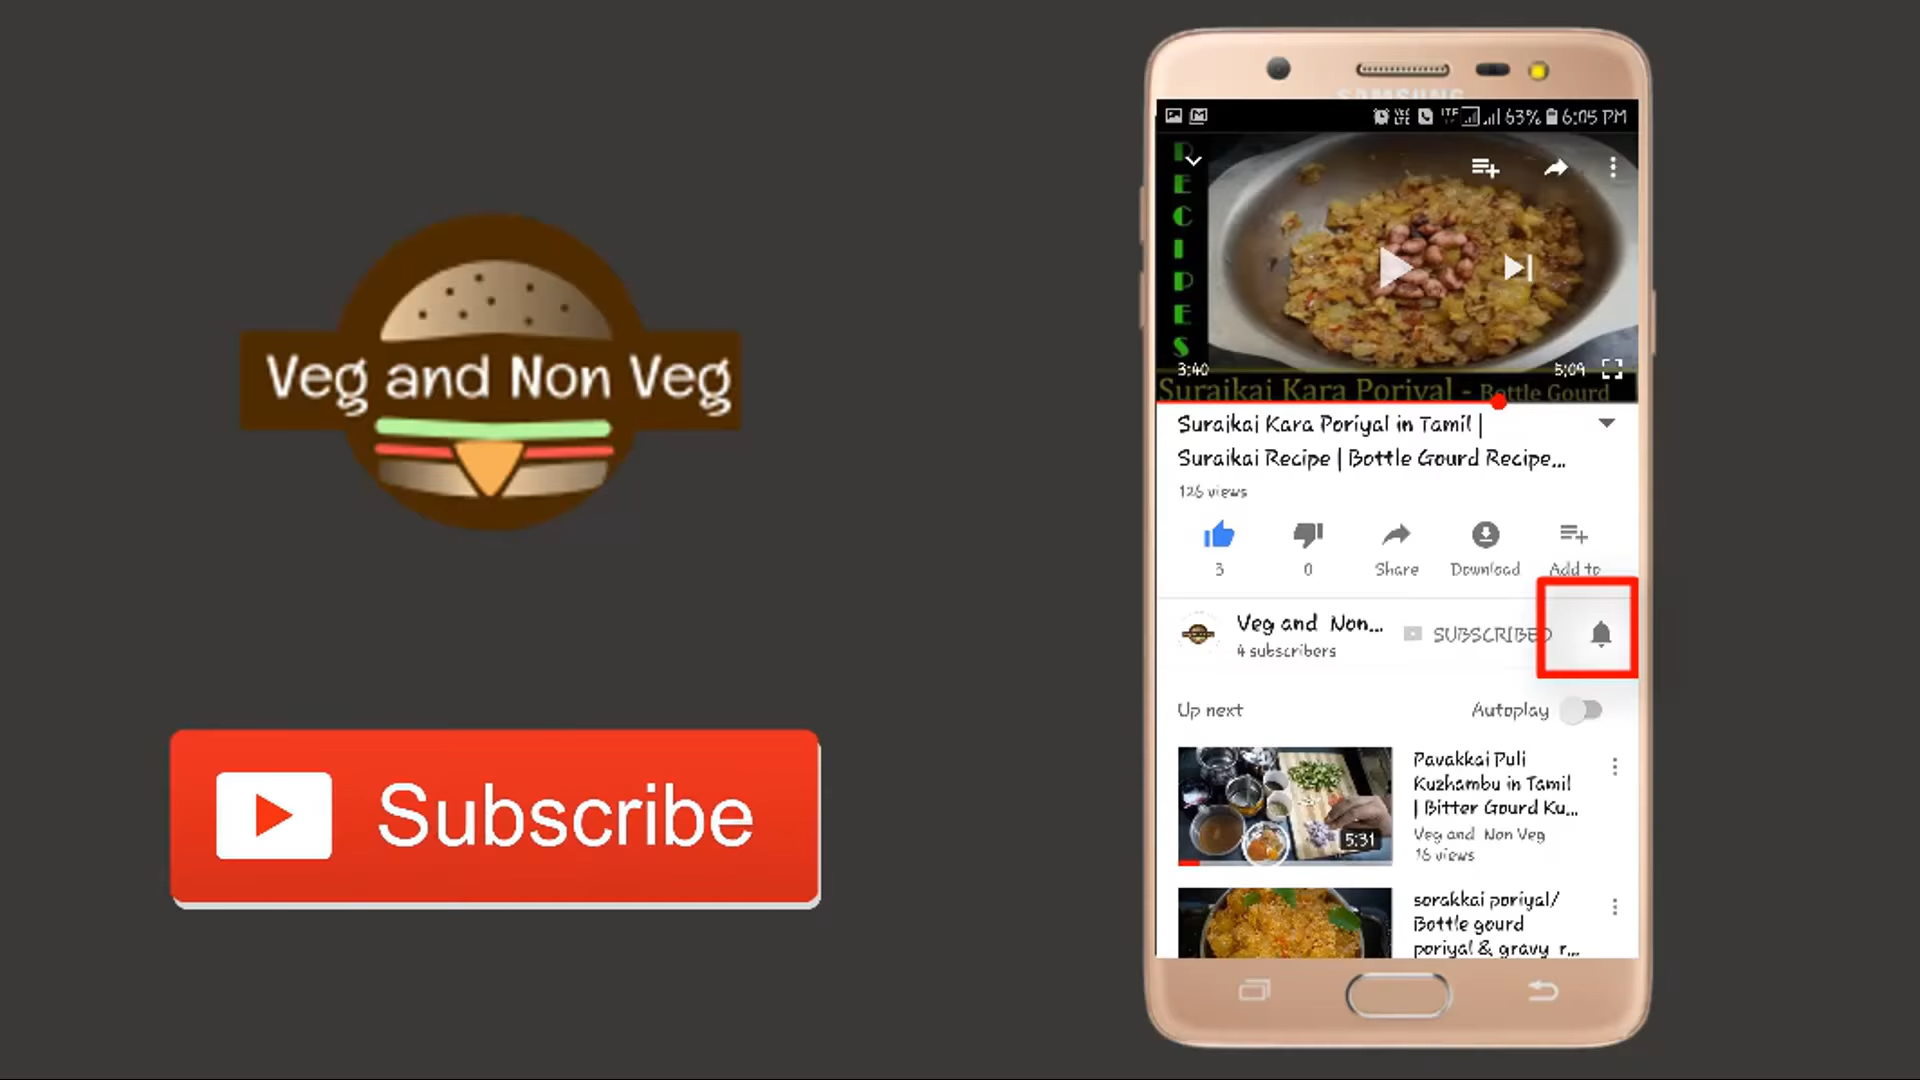 Veg and Non Veg
Subscribe
SAMSUNG
63% 6:05 PM
RECIPES
3:40
5:09
Suraikai Kara Poriyal - Bottle Gourd
Suraikai Kara Poriyal in Tamil |
Suraikai Recipe | Bottle Gourd Recipe...
126 views
3
0
Share
Download
Add to
Veg and Non...
4 subscribers
SUBSCRIBED
Up next
Autoplay
5:31
Pavakkai Puli
Kuzhambu in Tamil
| Bitter Gourd Ku...
Veg and Non Veg
16 views
sorakkai poriyal/
Bottle gourd
poriyal & gravy r...